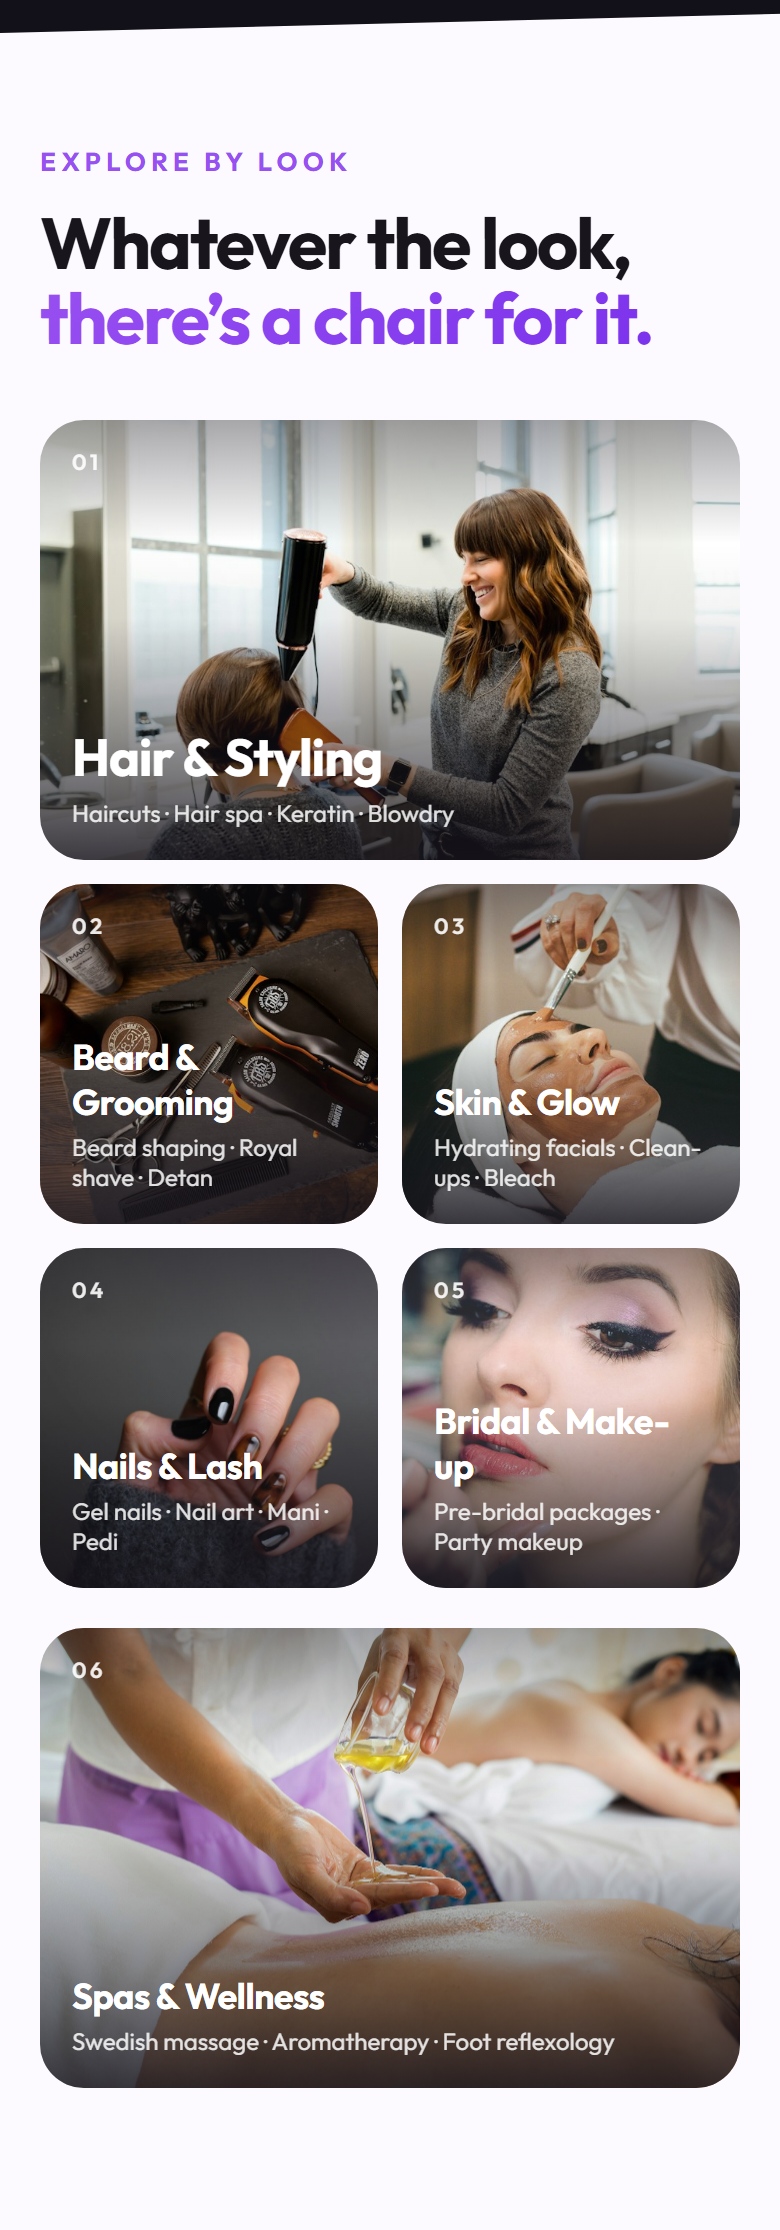 EXPLORE BY LOOK
Whatever the look,
there's a chair for it.
01
Hair & Styling
Haircuts · Hair spa · Keratin · Blowdry
02
Beard &
Grooming
Beard shaping · Royal
shave · Detan
03
Skin & Glow
Hydrating facials · Clean-
ups · Bleach
04
Nails & Lash
Gel nails · Nail art · Mani ·
Pedi
05
Bridal & Make-
up
Pre-bridal packages ·
Party makeup
06
Spas & Wellness
Swedish massage · Aromatherapy · Foot reflexology